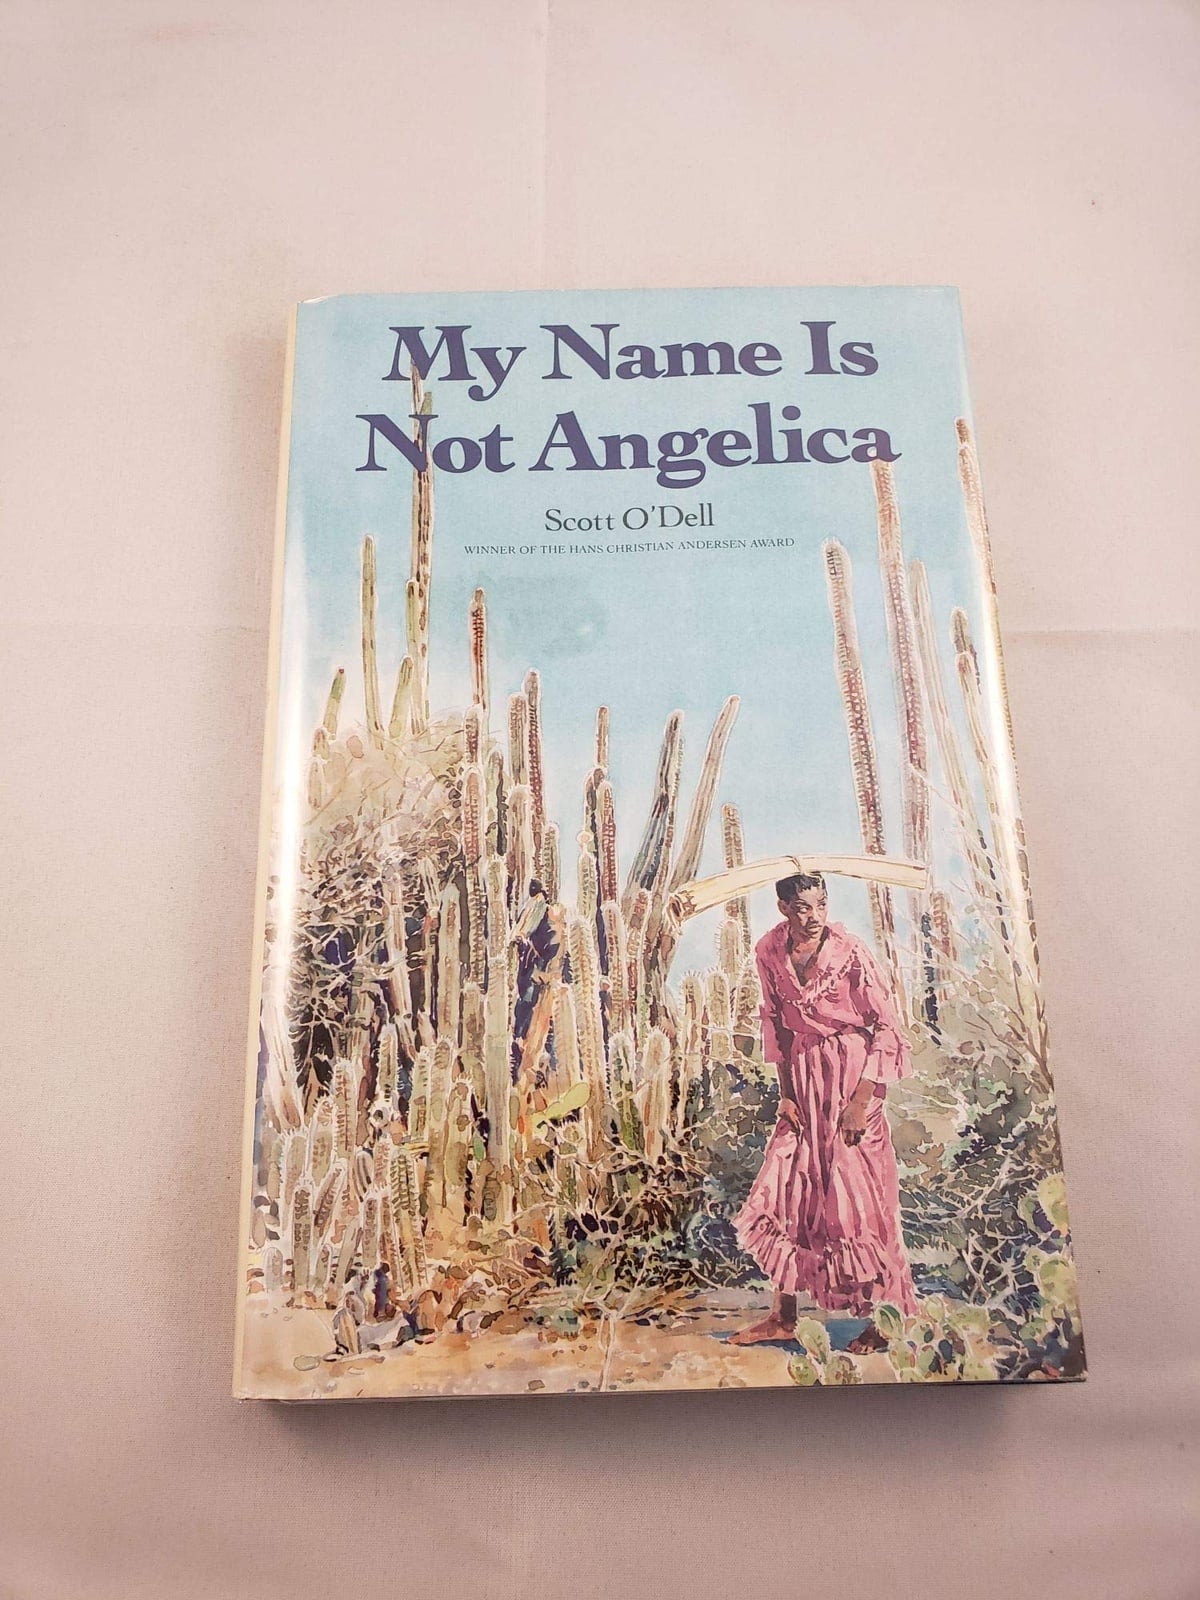 My Name Is
Not Angelica
Scott O'Dell
WINNER OF THE HANS CHRISTIAN ANDERSEN AWARD